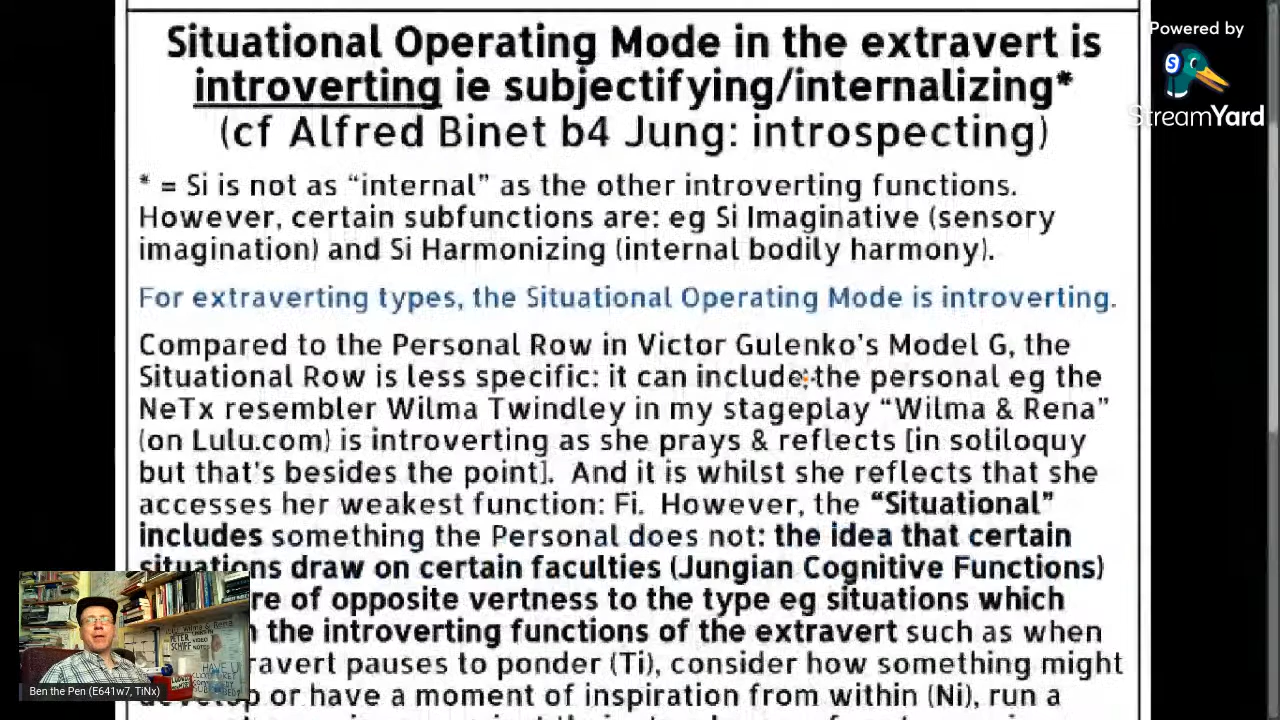 Situational Operating Mode in the extravert is
introverting ie subjectifying/internalizing*
(cf Alfred Binet b4 Jung: introspecting)
* = Si is not as “internal” as the other introverting functions.
However, certain subfunctions are: eg Si Imaginative (sensory
imagination) and Si Harmonizing (internal bodily harmony).
For extraverting types, the Situational Operating Mode is introverting.
Compared to the Personal Row in Victor Gulenko's Model G, the
Situational Row is less specific: it can include the personal eg the
NeTx resembler Wilma Twindley in my stageplay “Wilma & Rena”
(on Lulu.com) is introverting as she prays & reflects [in soliloquy
but that's besides the point]. And it is whilst she reflects that she
accesses her weakest function: Fi. However, the “Situational”
includes something the Personal does not: the idea that certain
situations draw on certain faculties (Jungian Cognitive Functions)
re of opposite vertness to the type eg situations which
the introverting functions of the extravert such as when
ravert pauses to ponder (Ti), consider how something might
or have a moment of inspiration from within (Ni), run a
Powered by
StreamYard
PETER
SCHIFF
Ben the Pen (E641w7, TiNx)